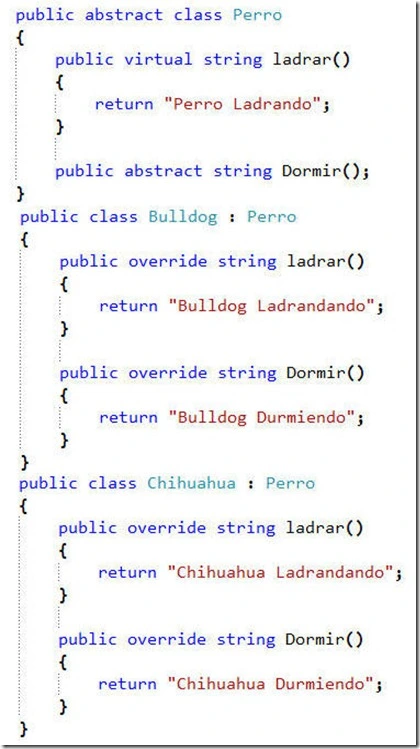 public abstract class Perro
{
public virtual string ladrar()
{
return "Perro Ladrando";
}
public abstract string Dormir();
}
public class Bulldog : Perro
{
public override string ladrar()
{
return "Bulldog Ladrandando";
}
public override string Dormir()
{
return "Bulldog Durmiendo";
}
}
public class Chihuahua : Perro
{
public override string ladrar()
{
return "Chihuahua Ladrandando";
}
public override string Dormir()
{
return "Chihuahua Durmiendo";
}
}